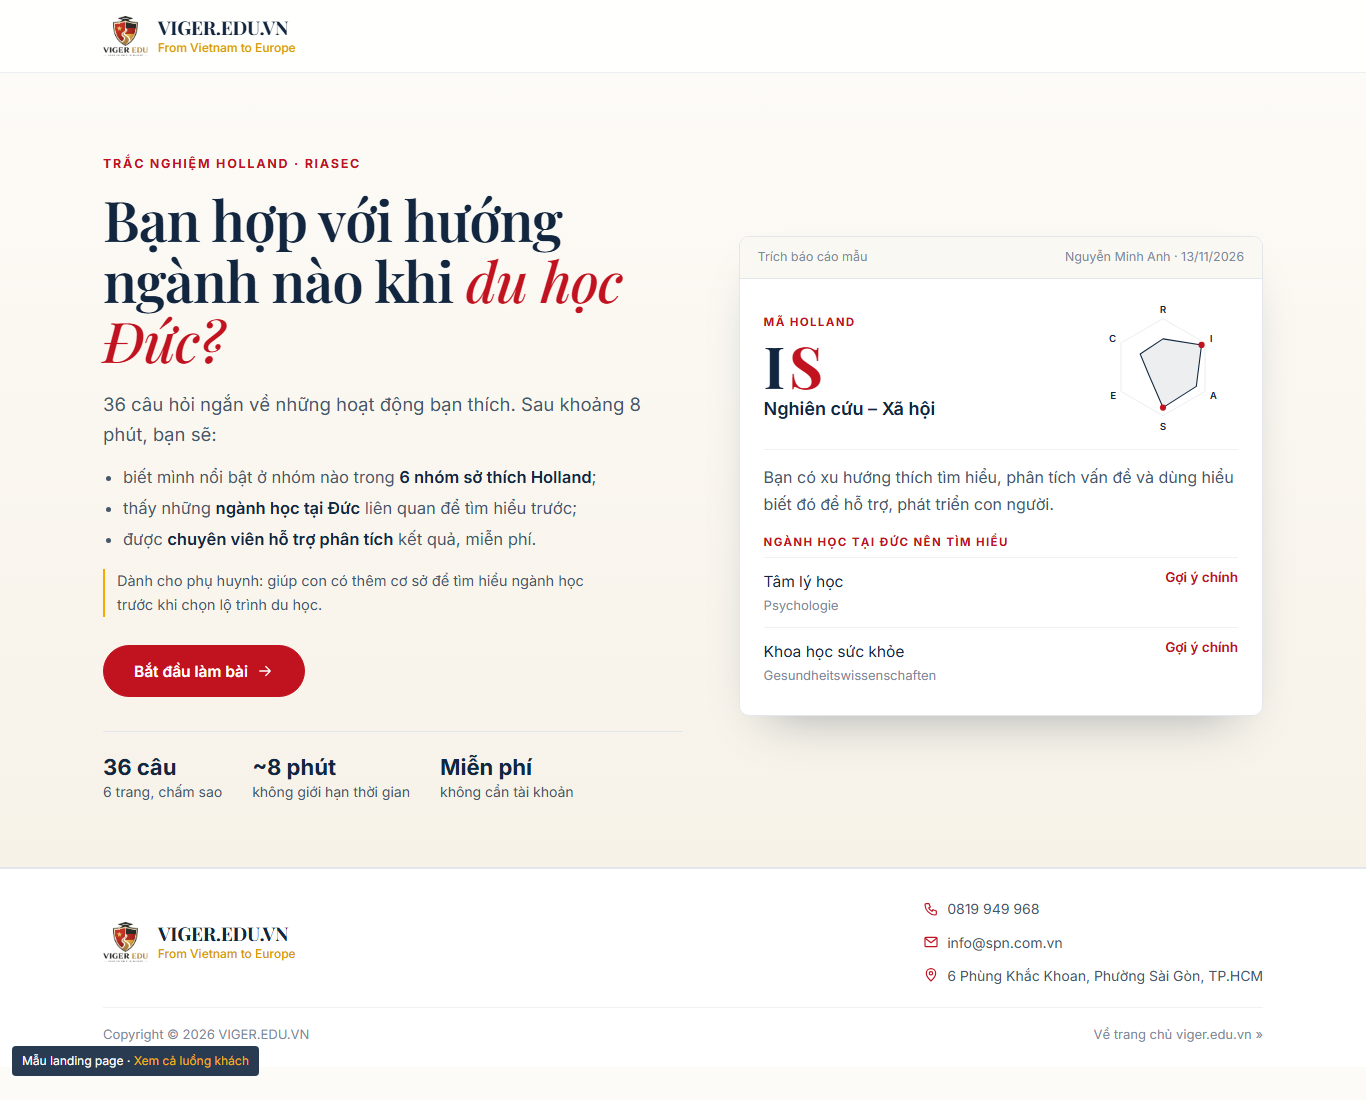 VIGER EDU
VIGER.EDU.VN
From Vietnam to Europe
TRẮC NGHIỆM HOLLAND · RIASEC
Bạn hợp với hướng
ngành nào khi du học
Đức?
36 câu hỏi ngắn về những hoạt động bạn thích. Sau khoảng 8
phút, bạn sẽ:
• biết mình nổi bật ở nhóm nào trong 6 nhóm sở thích Holland;
• thấy những ngành học tại Đức liên quan để tìm hiểu trước;
• được chuyên viên hỗ trợ phân tích kết quả, miễn phí.
Dành cho phụ huynh: giúp con có thêm cơ sở để tìm hiểu ngành học
trước khi chọn lộ trình du học.
Bắt đầu làm bài →
36 câu
6 trang, chấm sao
~8 phút
không giới hạn thời gian
Miễn phí
không cần tài khoản
Trích báo cáo mẫu
Nguyễn Minh Anh · 13/11/2026
MÃ HOLLAND
IS
Nghiên cứu – Xã hội
R
I
A
S
E
C
Bạn có xu hướng thích tìm hiểu, phân tích vấn đề và dùng hiểu
biết đó để hỗ trợ, phát triển con người.
NGÀNH HỌC TẠI ĐỨC NÊN TÌM HIỂU
Tâm lý học
Gợi ý chính
Psychologie
Khoa học sức khỏe
Gợi ý chính
Gesundheitswissenschaften
VIGER EDU
VIGER.EDU.VN
From Vietnam to Europe
0819 949 968
info@spn.com.vn
6 Phùng Khắc Khoan, Phường Sài Gòn, TP.HCM
Copyright © 2026 VIGER.EDU.VN
Về trang chủ viger.edu.vn »
Mẫu landing page · Xem cả luồng khách